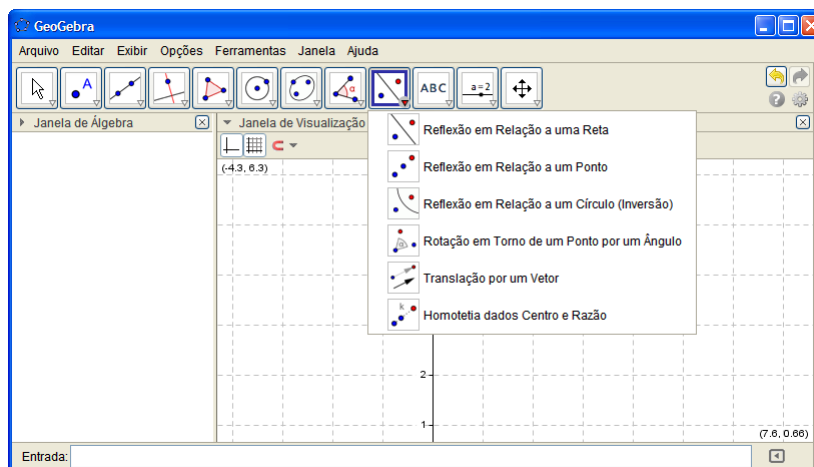 GeoGebra
Arquivo Editar Exibir Opções Ferramentas Janela Ajuda
A α ABC a=2
Janela de Álgebra
Janela de Visualização
(-4.3, 6.3)
Reflexão em Relação a uma Reta
Reflexão em Relação a um Ponto
Reflexão em Relação a um Círculo (Inversão)
α Rotação em Torno de um Ponto por um Ângulo
Translação por um Vetor
k Homotetia dados Centro e Razão
2
1
(7.6, 0.66)
Entrada: